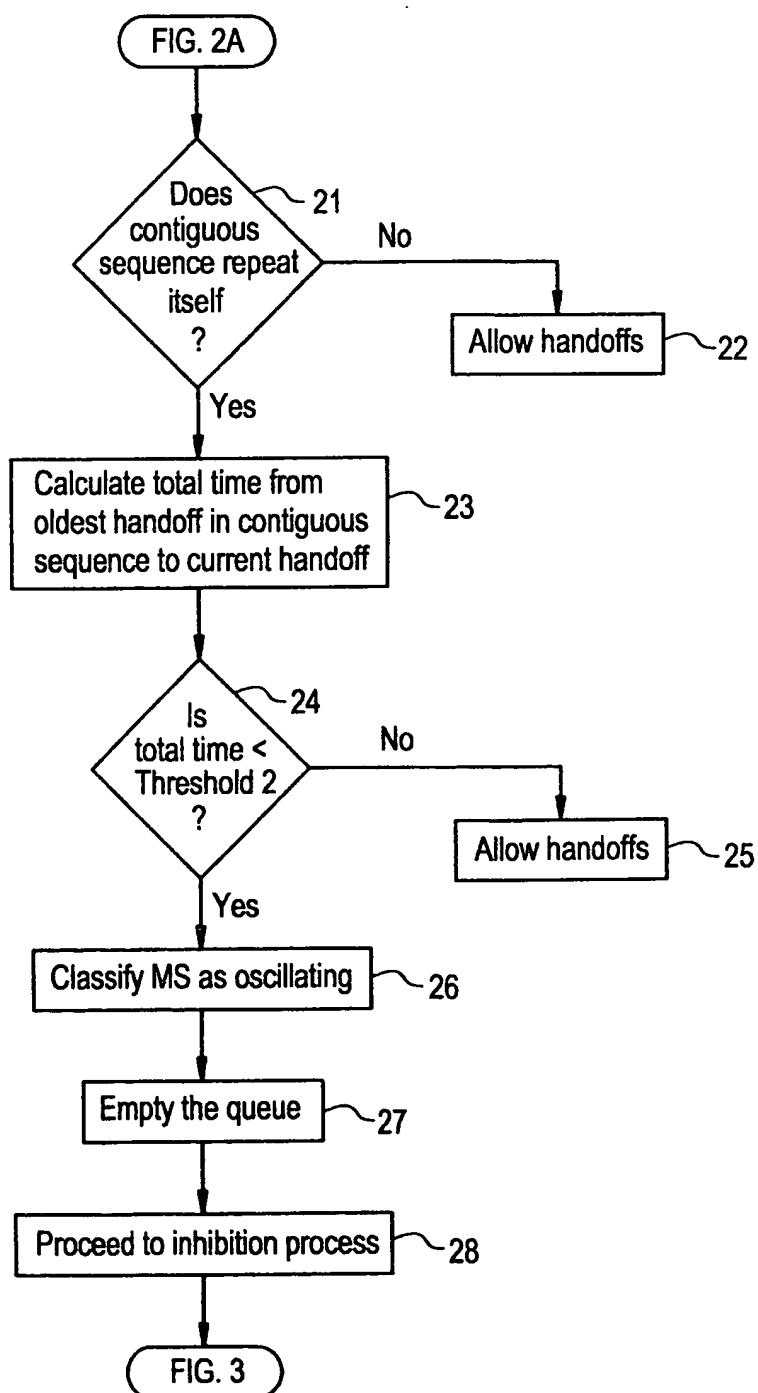 FIG. 2A
Does
contiguous
sequence repeat
itself
?
21
No
Allow handoffs
22
Yes
Calculate total time from
oldest handoff in contiguous
sequence to current handoff
23
Is
total time <
Threshold 2
?
24
No
Allow handoffs
25
Yes
Classify MS as oscillating
26
Empty the queue
27
Proceed to inhibition process
28
FIG. 3